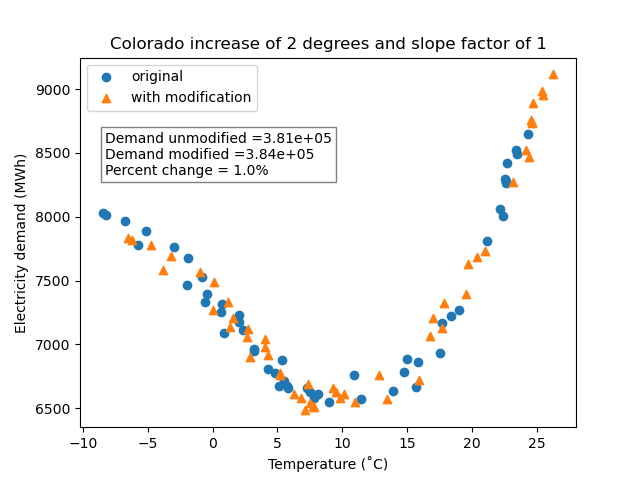 Colorado increase of 2 degrees and slope factor of 1
original
with modification
Demand unmodified =3.81e+05
Demand modified =3.84e+05
Percent change = 1.0%
Electricity demand (MWh)
9000
8500
8000
7500
7000
6500
−10 −5 0 5 10 15 20 25
Temperature (˚C)